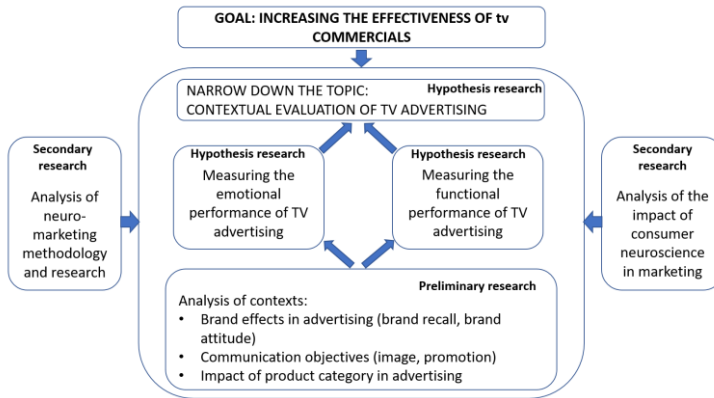 GOAL: INCREASING THE EFFECTIVENESS OF tv
COMMERCIALS
Hypothesis research
NARROW DOWN THE TOPIC:
CONTEXTUAL EVALUATION OF TV ADVERTISING
Secondary
research
Analysis of
neuro-
marketing
methodology
and research
Hypothesis research
Measuring the
emotional
performance of TV
advertising
Hypothesis research
Measuring the
functional
performance of TV
advertising
Secondary
research
Analysis of the
impact of
consumer
neuroscience
in marketing
Preliminary research
Analysis of contexts:
• Brand effects in advertising (brand recall, brand
attitude)
• Communication objectives (image, promotion)
• Impact of product category in advertising